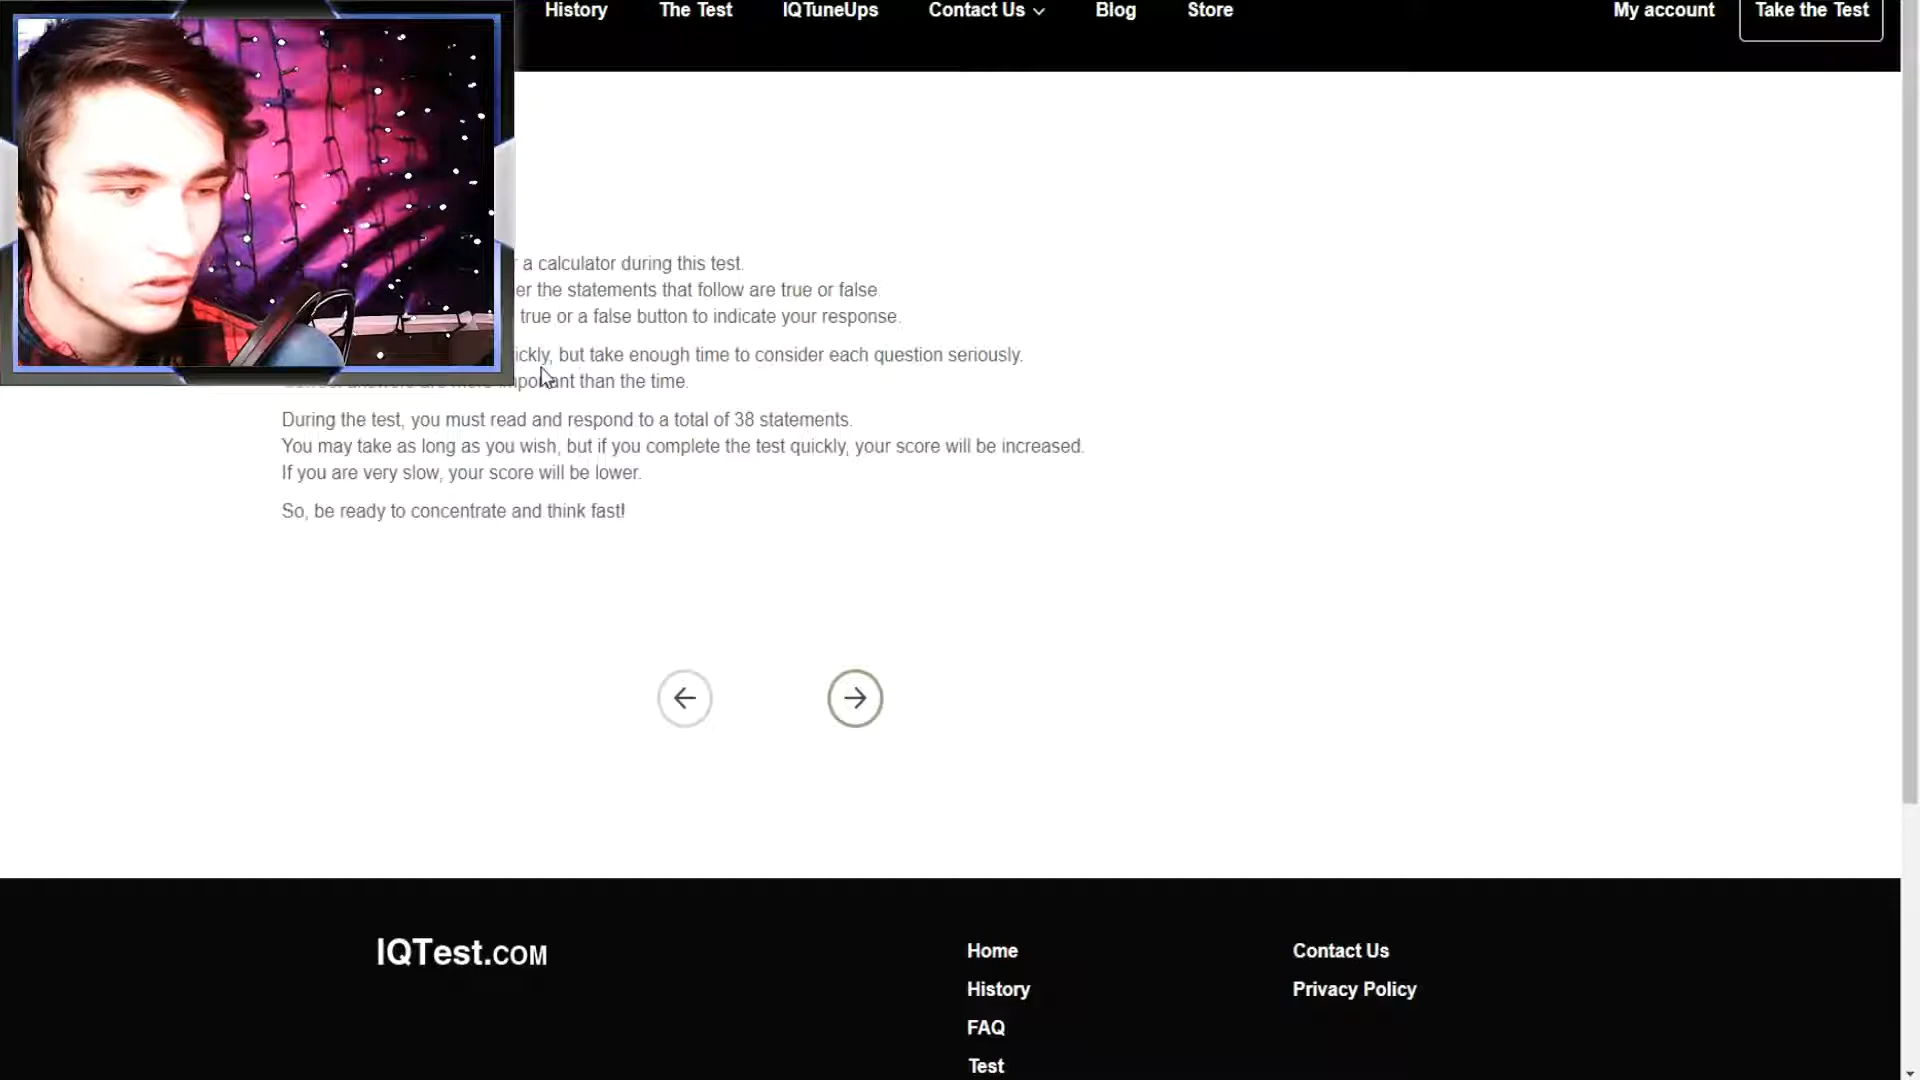 History The Test IQTuneUps Contact Us Blog Store My account Take the Test
a calculator during this test.
er the statements that follow are true or false
true or a false button to indicate your response.
ickly, but take enough time to consider each question seriously.
important than the time.
During the test, you must read and respond to a total of 38 statements.
You may take as long as you wish, but if you complete the test quickly, your score will be increased.
If you are very slow, your score will be lower.
So, be ready to concentrate and think fast!
IQTest.COM
Home Contact Us
History Privacy Policy
FAQ
Test